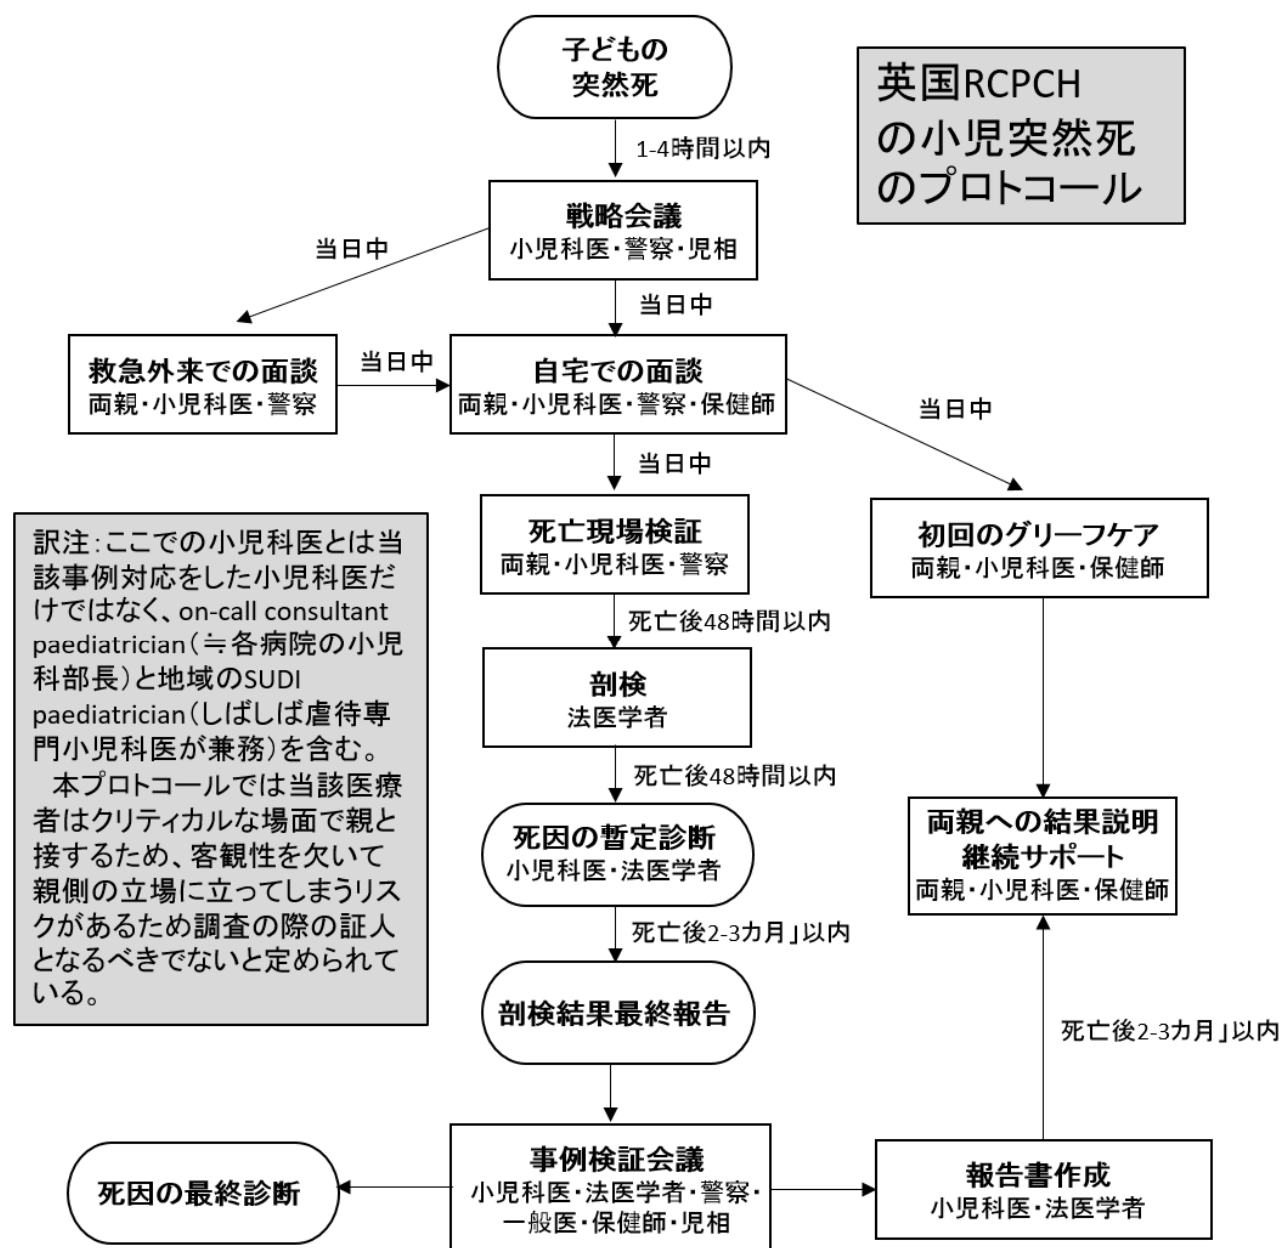 子どもの
突然死
英国RCPCH
の小児突然死
のプロトコール
1-4時間以内
戦略会議
小児科医・警察・児相
当日中
当日中
救急外来での面談
両親・小児科医・警察
当日中
自宅での面談
両親・小児科医・警察・保健師
当日中
当日中
死亡現場検証
両親・小児科医・警察
初回のグリーフケア
両親・小児科医・保健師
訳注：ここでの小児科医とは当
該事例対応をした小児科医だ
けではなく、on-call consultant
paediatrician（≒各病院の小児
科部長）と地域のSUDI
paediatrician（しばしば虐待専
門小児科医が兼務）を含む。
本プロトコールでは当該医療
者はクリティカルな場面で親と
接するため、客観性を欠いて
親側の立場に立ってしまうリス
クがあるため調査の際の証人
となるべきでないと定められて
いる。
死亡後48時間以内
剖検
法医学者
死亡後48時間以内
死因の暫定診断
小児科医・法医学者
両親への結果説明
継続サポート
両親・小児科医・保健師
死亡後2-3カ月」以内
剖検結果最終報告
死亡後2-3カ月」以内
死因の最終診断
事例検証会議
小児科医・法医学者・警察・
一般医・保健師・児相
報告書作成
小児科医・法医学者